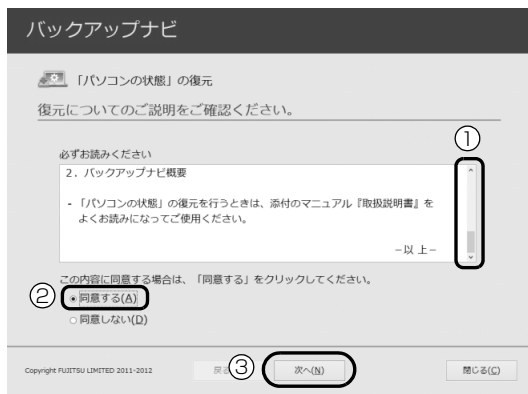 バックアップナビ
「パソコンの状態」の復元
復元についてのご説明をご確認ください。
①
必ずお読みください
2．バックアップナビ概要
- 「パソコンの状態」の復元を行うときは、添付のマニュアル『取扱説明書』を
よくお読みになってご使用ください。
－以 上－
この内容に同意する場合は、「同意する」をクリックしてください。
② 同意する(A)
同意しない(D)
Copyright FUJITSU LIMITED 2011-2012
戻
③ 次へ(N)
閉じる(C)